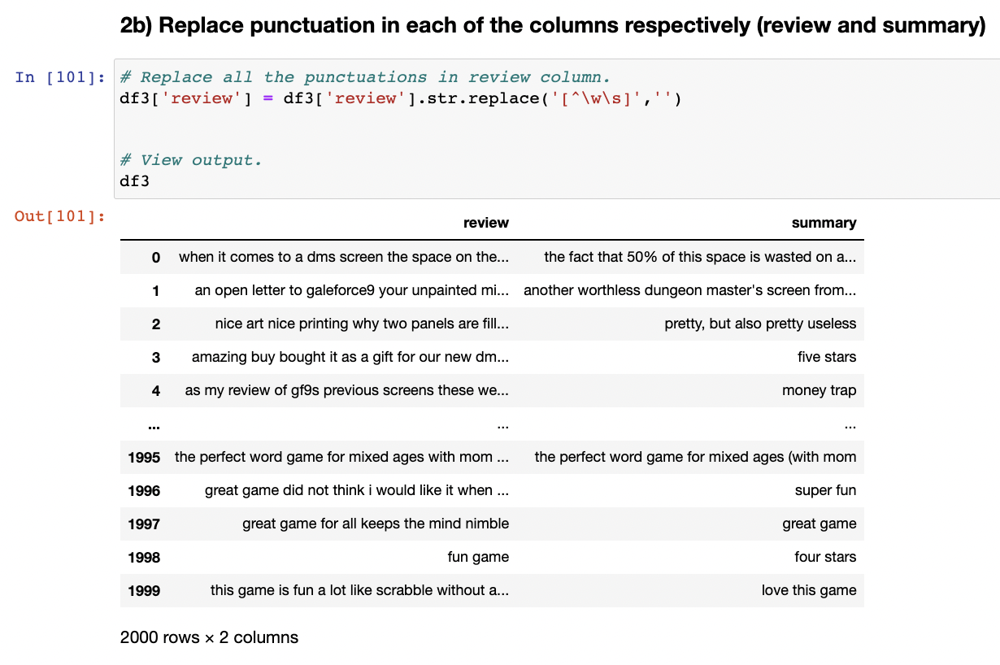 2b) Replace punctuation in each of the columns respectively (review and summary)
In [101]: # Replace all the punctuations in review column.
df3['review'] = df3['review'].str.replace('[^\w\s]','')
# View output.
df3
Out[101]:
review summary
0 when it comes to a dms screen the space on the... the fact that 50% of this space is wasted on a...
1 an open letter to galeforce9 your unpainted mi... another worthless dungeon master's screen from...
2 nice art nice printing why two panels are fill... pretty, but also pretty useless
3 amazing buy bought it as a gift for our new dm... five stars
4 as my review of gf9s previous screens these we... money trap
... ... ...
1995 the perfect word game for mixed ages with mom ... the perfect word game for mixed ages (with mom
1996 great game did not think i would like it when ... super fun
1997 great game for all keeps the mind nimble great game
1998 fun game four stars
1999 this game is fun a lot like scrabble without a... love this game
2000 rows × 2 columns